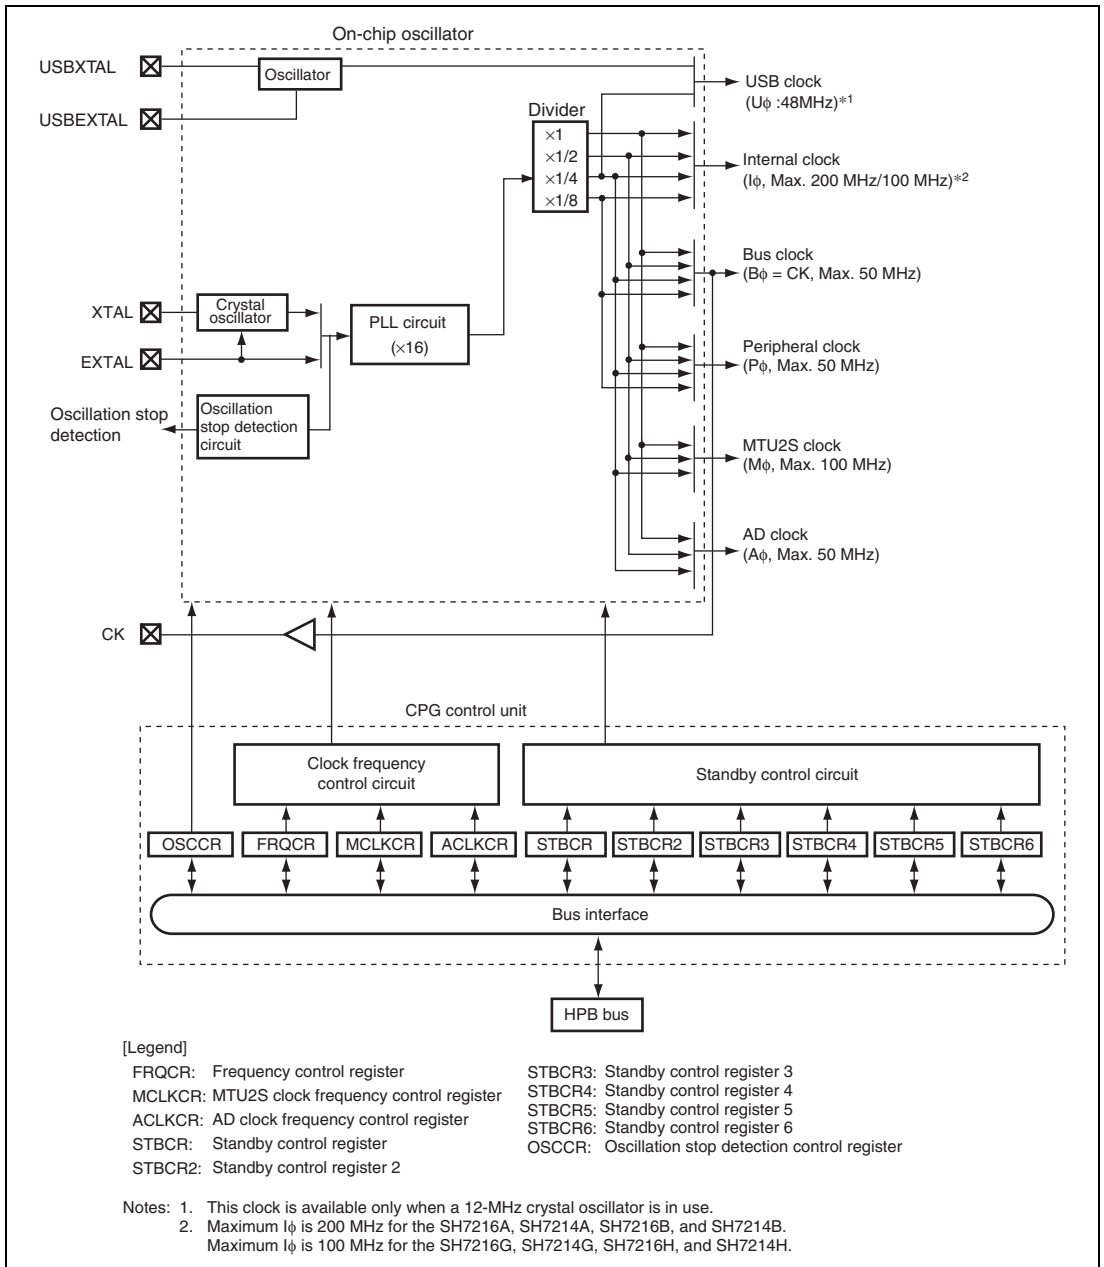 On-chip oscillator
USBXTAL
Oscillator
USB clock
(Uϕ :48MHz)*1
USBEXTAL
Divider
×1
×1/2
×1/4
×1/8
Internal clock
(Iϕ, Max. 200 MHz/100 MHz)*2
Bus clock
(Bϕ = CK, Max. 50 MHz)
XTAL
Crystal
oscillator
PLL circuit
(×16)
EXTAL
Peripheral clock
(Pϕ, Max. 50 MHz)
Oscillation stop
detection
Oscillation
stop detection
circuit
MTU2S clock
(Mϕ, Max. 100 MHz)
AD clock
(Aϕ, Max. 50 MHz)
CK
CPG control unit
Clock frequency
control circuit
Standby control circuit
OSCCR
FRQCR
MCLKCR
ACLKCR
STBCR
STBCR2
STBCR3
STBCR4
STBCR5
STBCR6
Bus interface
HPB bus
[Legend]
FRQCR: Frequency control register
MCLKCR: MTU2S clock frequency control register
ACLKCR: AD clock frequency control register
STBCR: Standby control register
STBCR2: Standby control register 2
STBCR3: Standby control register 3
STBCR4: Standby control register 4
STBCR5: Standby control register 5
STBCR6: Standby control register 6
OSCCR: Oscillation stop detection control register
Notes: 1. This clock is available only when a 12-MHz crystal oscillator is in use.
2. Maximum Iϕ is 200 MHz for the SH7216A, SH7214A, SH7216B, and SH7214B.
Maximum Iϕ is 100 MHz for the SH7216G, SH7214G, SH7216H, and SH7214H.